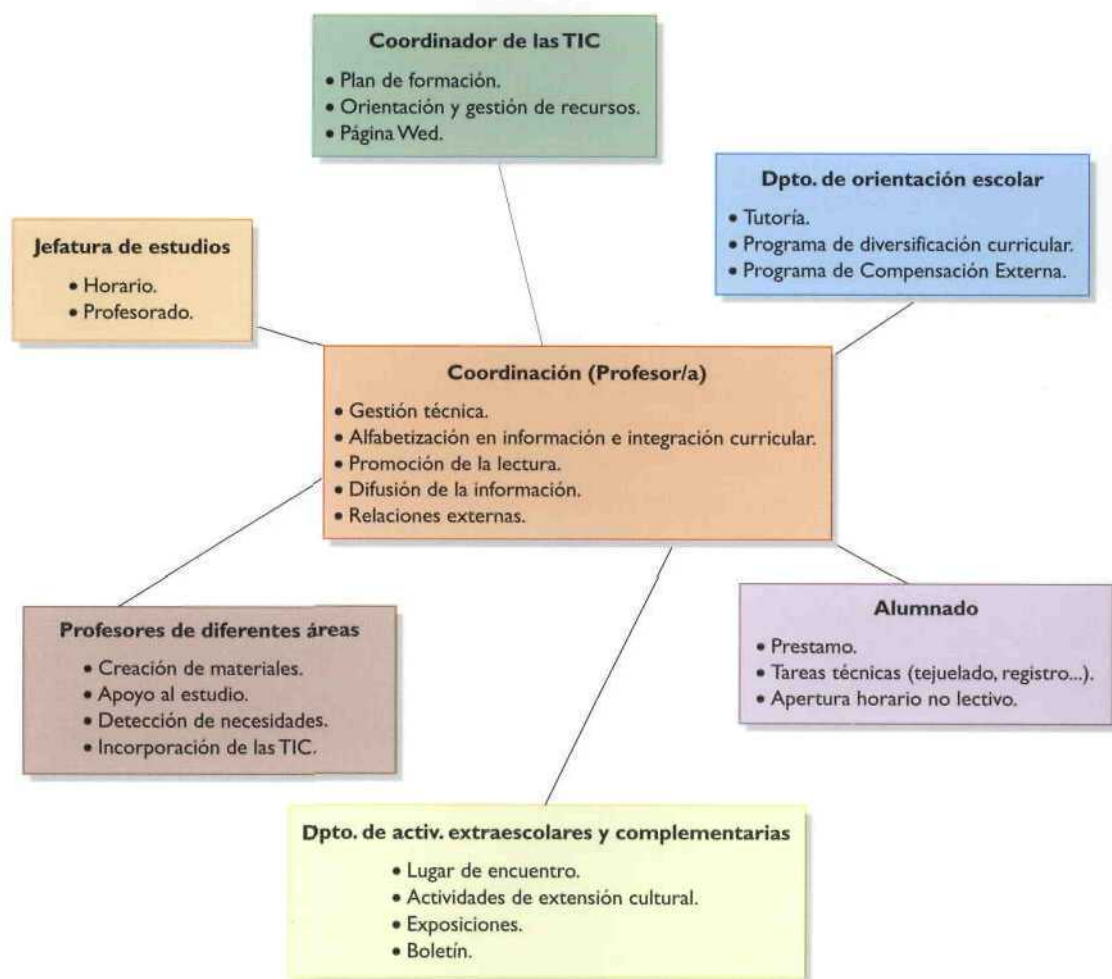 Coordinador de las TIC
• Plan de formación.
• Orientación y gestión de recursos.
• Página Wed.
Dpto. de orientación escolar
• Tutoría.
• Programa de diversificación curricular.
• Programa de Compensación Externa.
Jefatura de estudios
• Horario.
• Profesorado.
Coordinación (Profesor/a)
• Gestión técnica.
• Alfabetización en información e integración curricular.
• Promoción de la lectura.
• Difusión de la información.
• Relaciones externas.
Profesores de diferentes áreas
• Creación de materiales.
• Apoyo al estudio.
• Detección de necesidades.
• Incorporación de las TIC.
Alumnado
• Prestamo.
• Tareas técnicas (tejuelado, registro...).
• Apertura horario no lectivo.
Dpto. de activ. extraescolares y complementarias
• Lugar de encuentro.
• Actividades de extensión cultural.
• Exposiciones.
• Boletín.